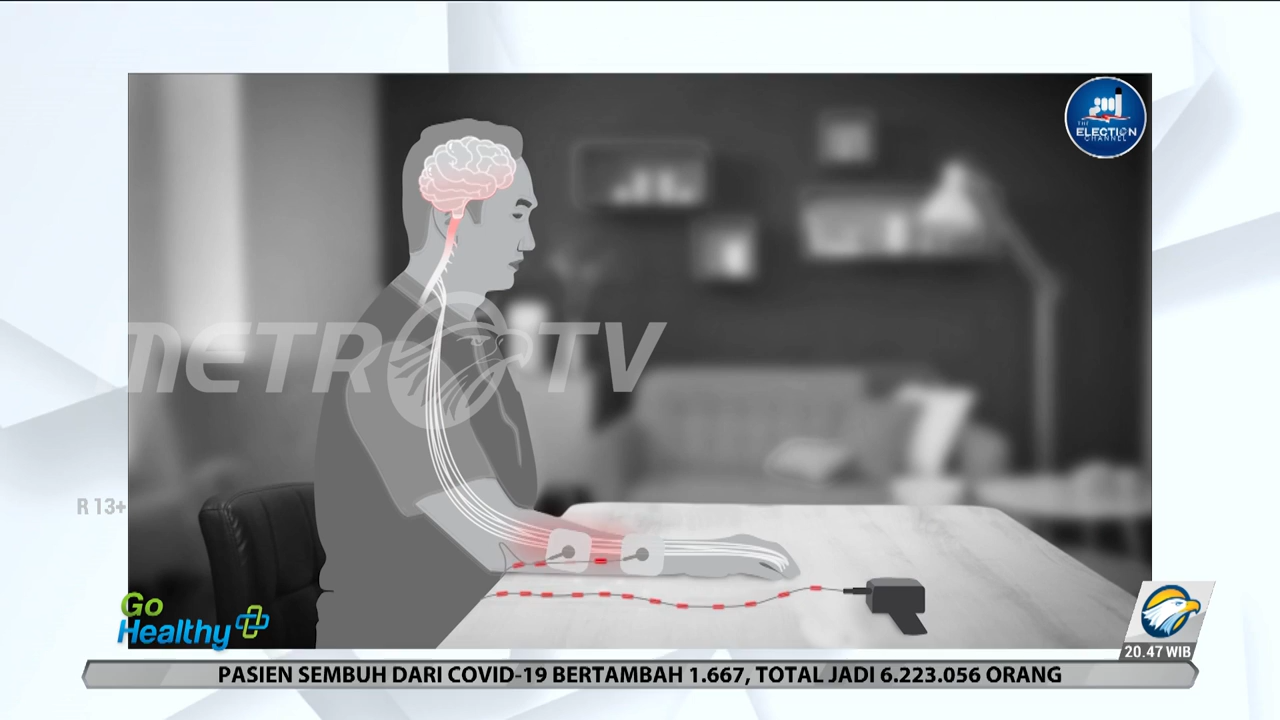 THE
ELECTION
CHANNEL
METRO TV
R 13+
Go
Healthy
20.47 WIB
PASIEN SEMBUH DARI COVID-19 BERTAMBAH 1.667, TOTAL JADI 6.223.056 ORANG